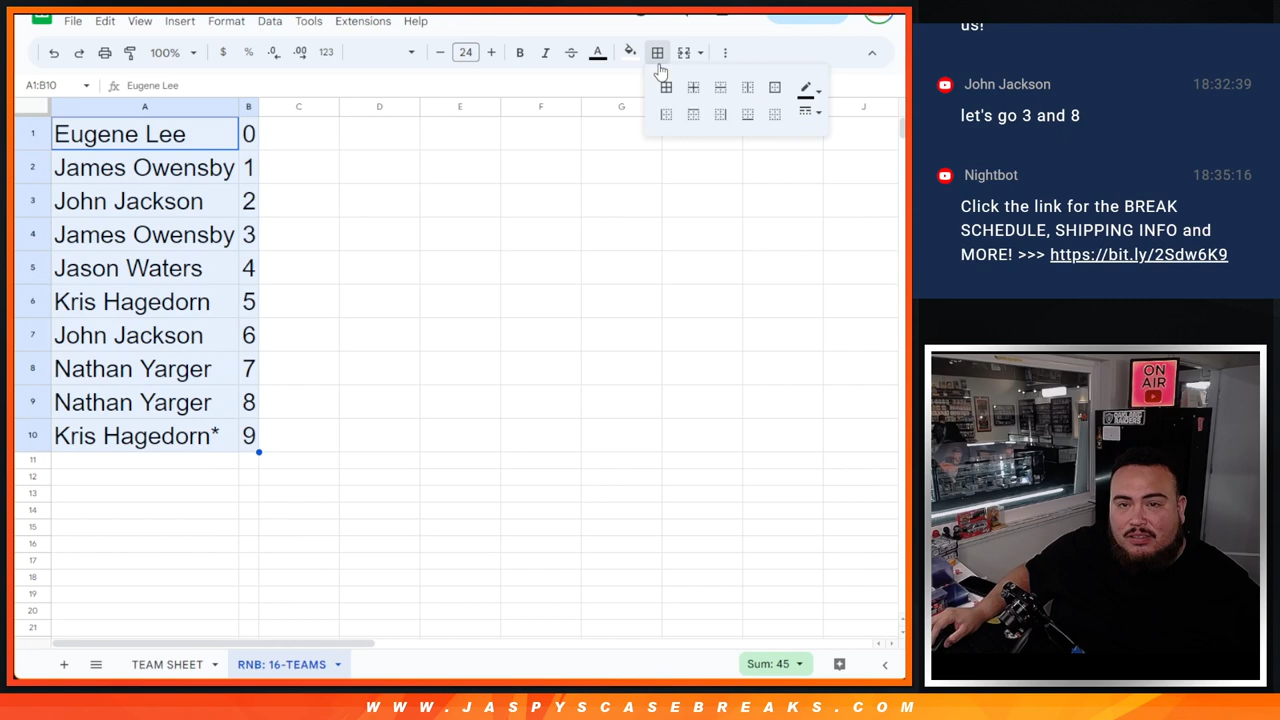 File Edit View Insert Format Data Tools Extensions Help
100% $ % .0 .00 123 24 B I A
A1:B10 fx Eugene Lee
A B C D E F G J
1 Eugene Lee 0
2 James Owensby 1
3 John Jackson 2
4 James Owensby 3
5 Jason Waters 4
6 Kris Hagedorn 5
7 John Jackson 6
8 Nathan Yarger 7
9 Nathan Yarger 8
10 Kris Hagedorn* 9
11
12
13
14
15
16
17
18
19
20
21
+ TEAM SHEET RNB: 16-TEAMS Sum: 45
us!
John Jackson 18:32:39
let's go 3 and 8
Nightbot 18:35:16
Click the link for the BREAK
SCHEDULE, SHIPPING INFO and
MORE! >>> https://bit.ly/2Sdw6K9
ON
AIR
OAKLAND
RAIDERS
WWW.JASPYSCASEBREAKS.COM